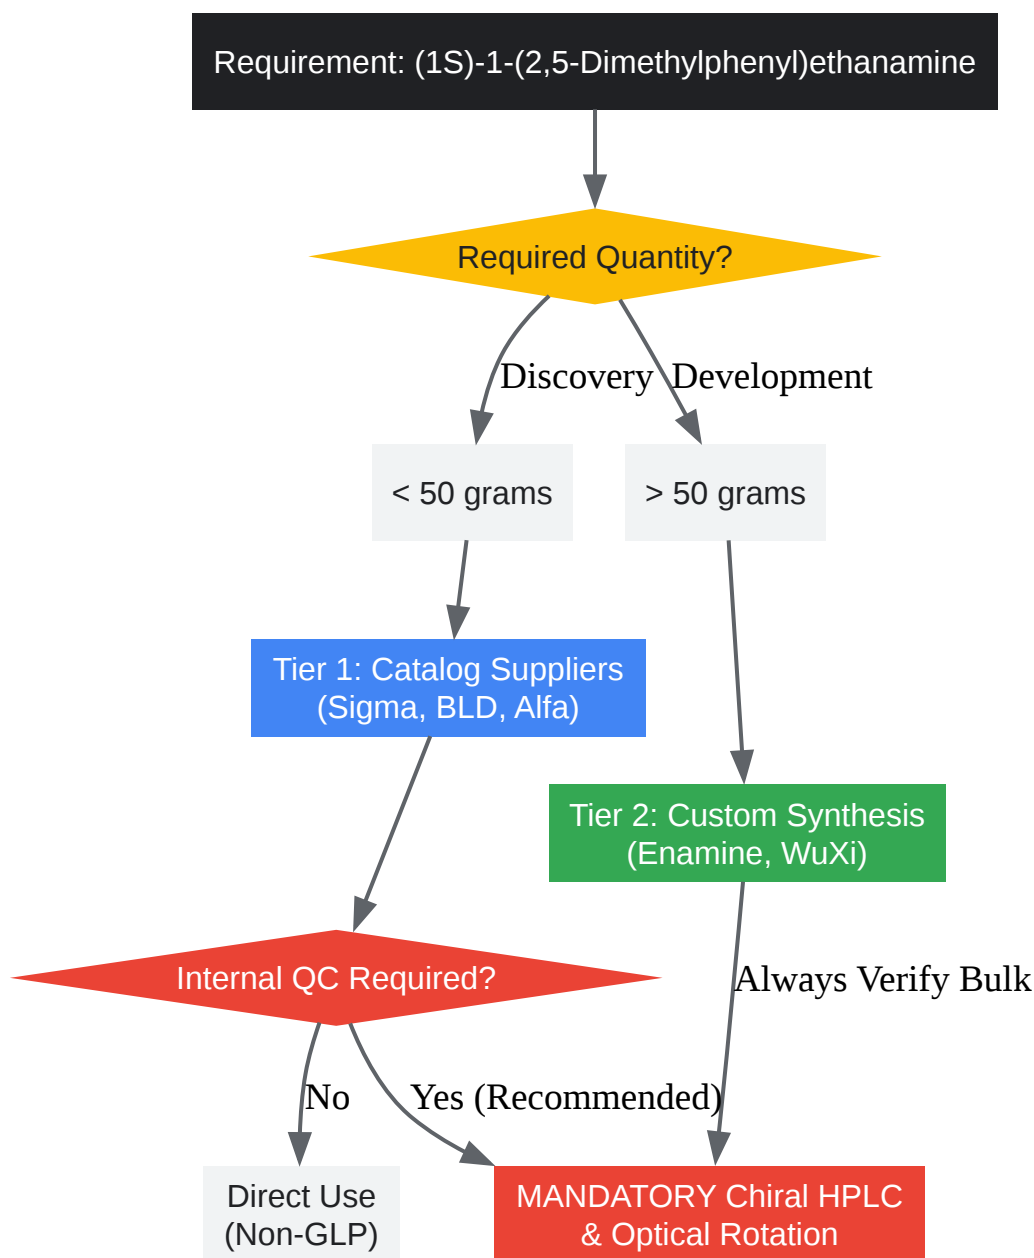 Requirement: (1S)-1-(2,5-Dimethylphenyl)ethanamine
Required Quantity?
Discovery
Development
< 50 grams
> 50 grams
Tier 1: Catalog Suppliers
(Sigma, BLD, Alfa)
Tier 2: Custom Synthesis
(Enamine, WuXi)
Internal QC Required?
Always Verify Bulk
No
Yes (Recommended)
Direct Use
(Non-GLP)
MANDATORY Chiral HPLC
& Optical Rotation